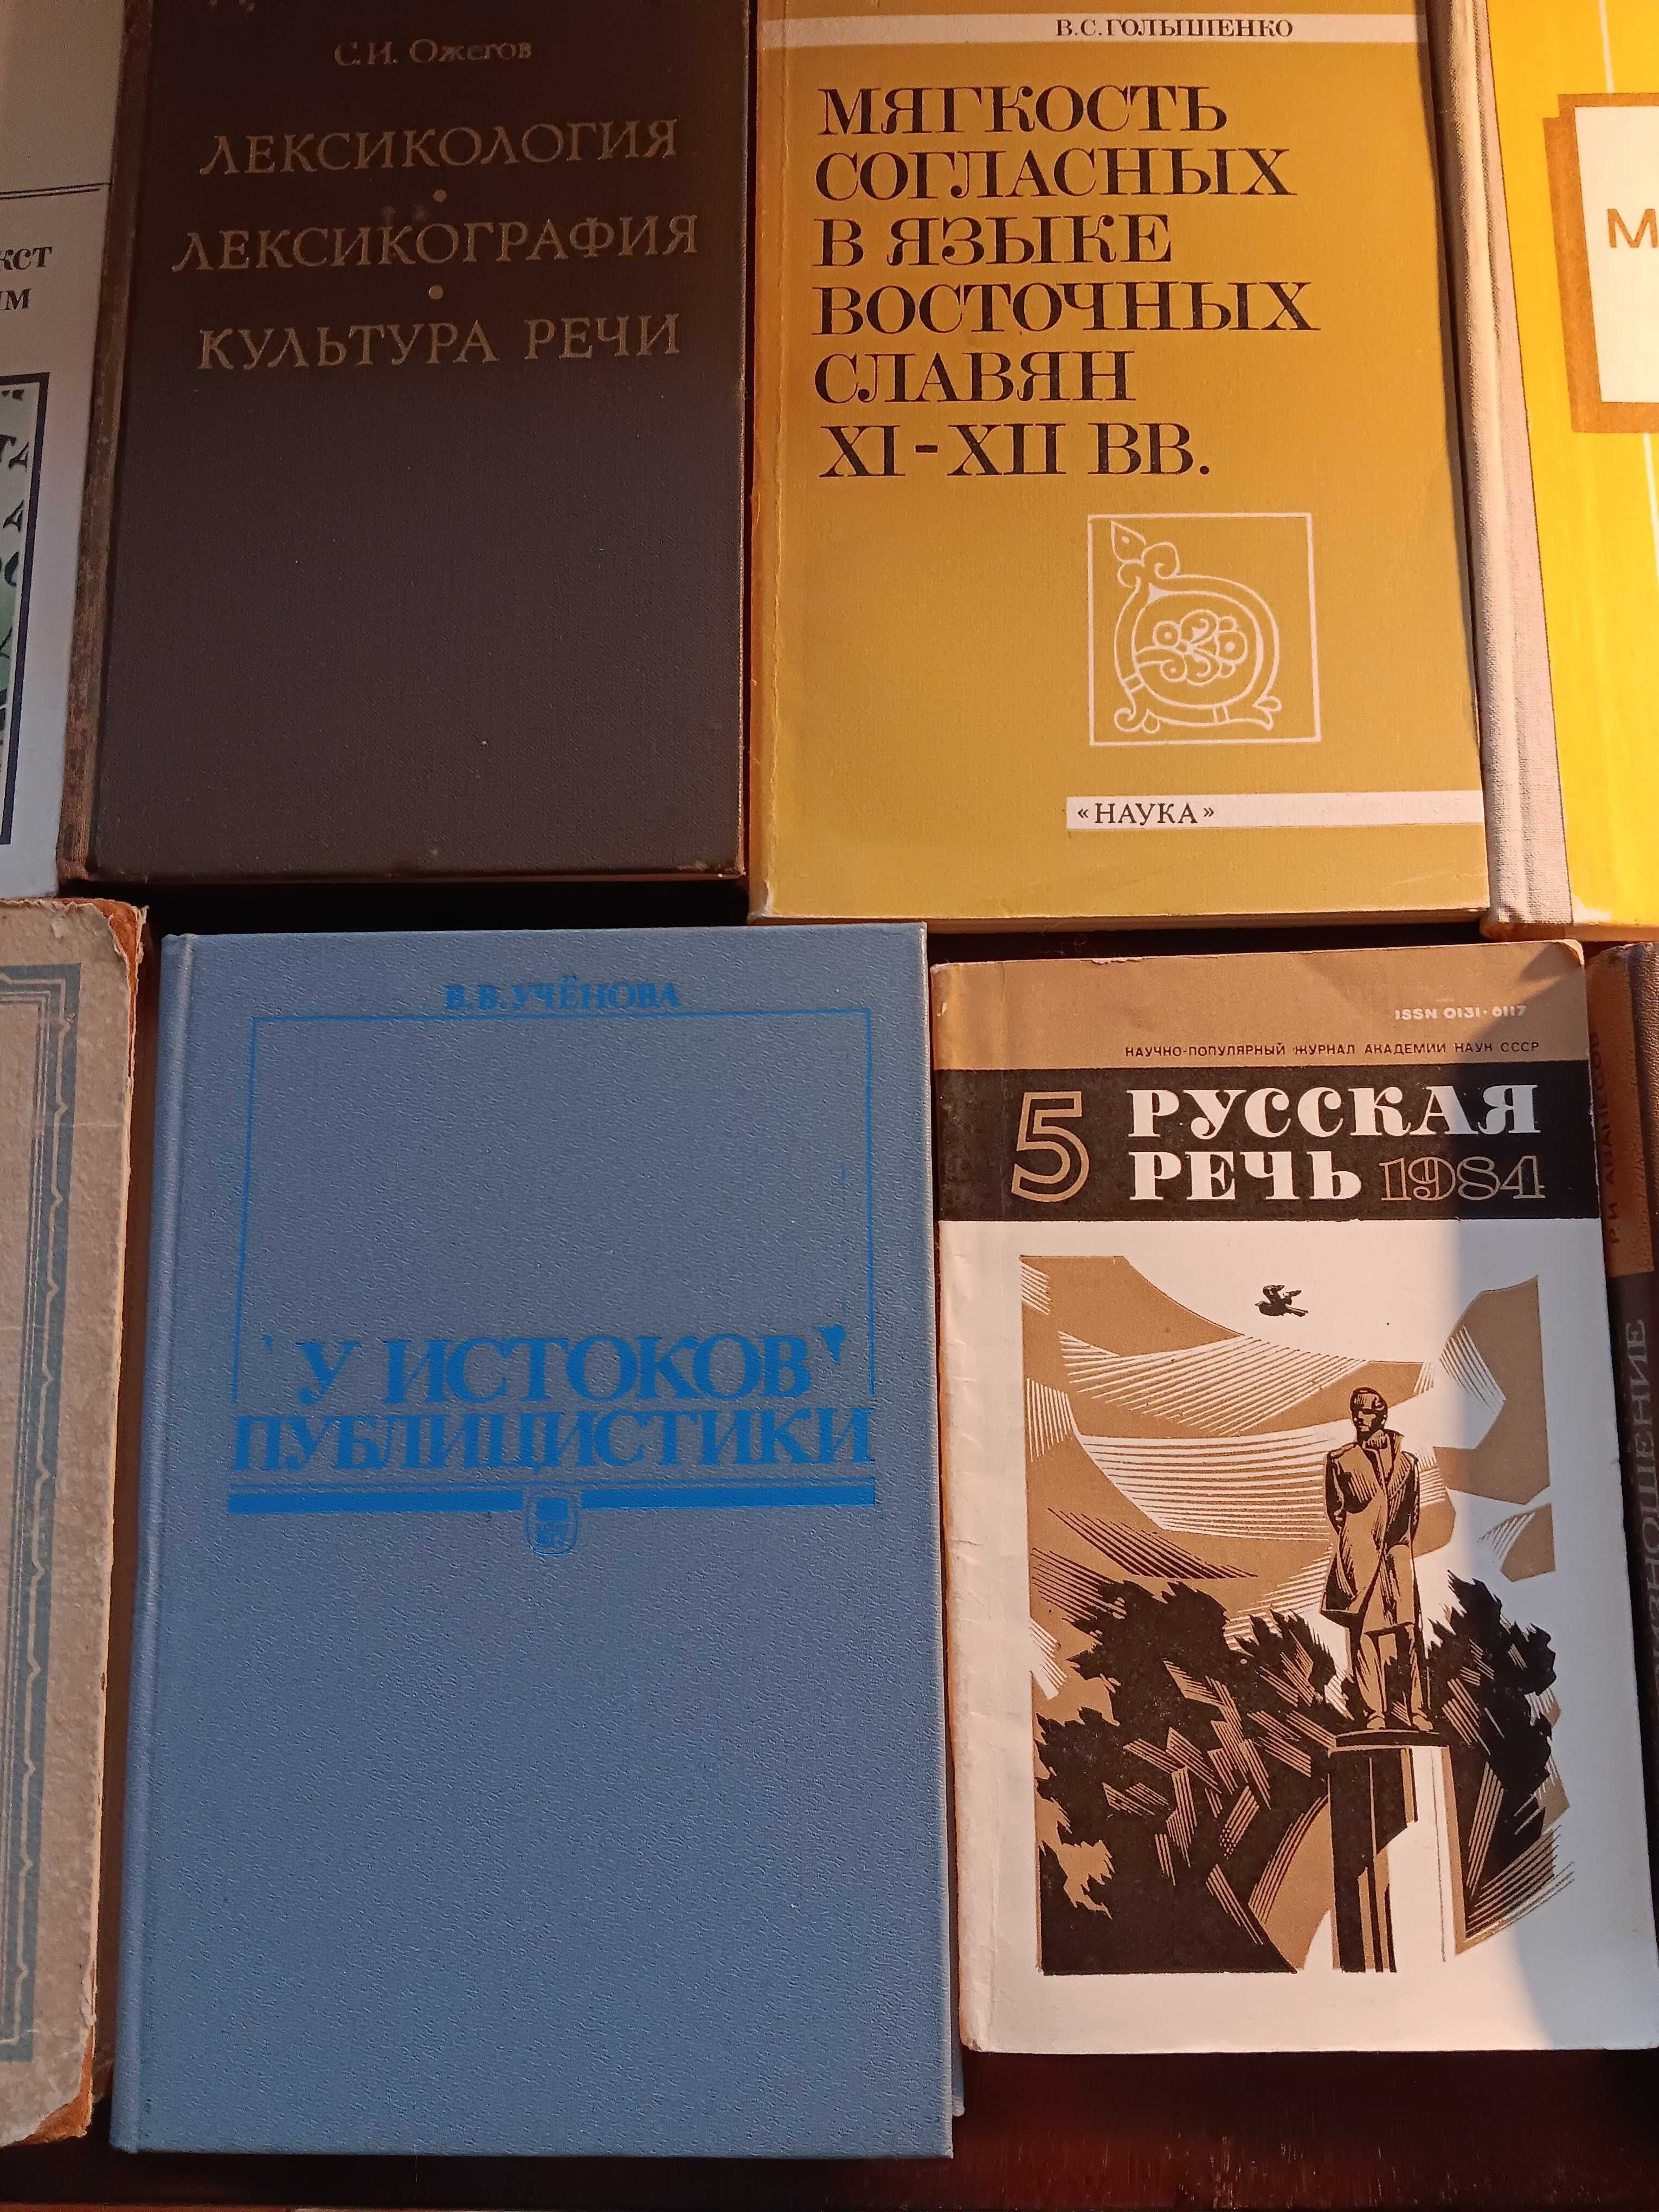 С.И. Ожегов
ЛЕКСИКОЛОГИЯ
ЛЕКСИКОГРАФИЯ
КУЛЬТУРА РЕЧИ
В.С.ГОЛЫШЕНКО
МЯГКОСТЬ
СОГЛАСНЫХ
В ЯЗЫКЕ
ВОСТОЧНЫХ
СЛАВЯН
XI-XII ВВ.
«НАУКА»
М
В.В.УЧЁНОВА
У ИСТОКОВ
ПУБЛИЦИСТИКИ
ISSN 0131-6117
НАУЧНО-ПОПУЛЯРНЫЙ ЖУРНАЛ АКАДЕМИИ НАУК СССР
5 РУССКАЯ
РЕЧЬ 1984